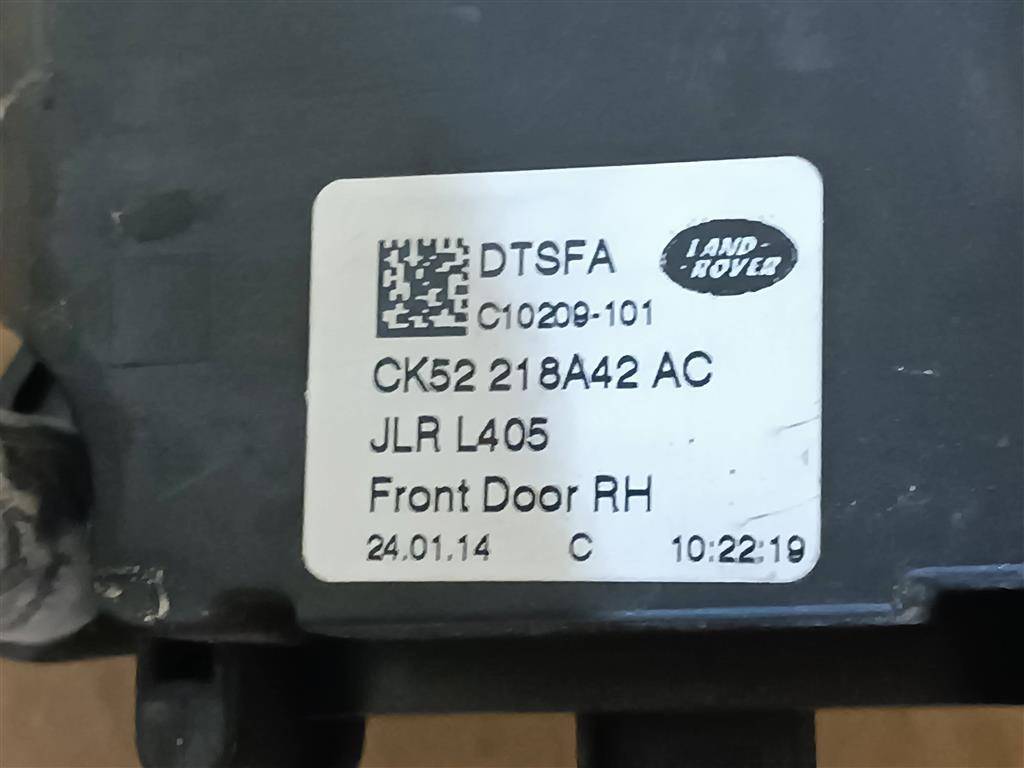 DTSFA
LAND-
-ROVER
C10209-101
CK52 218A42 AC
JLR L405
Front Door RH
24.01.14 C 10:22:19